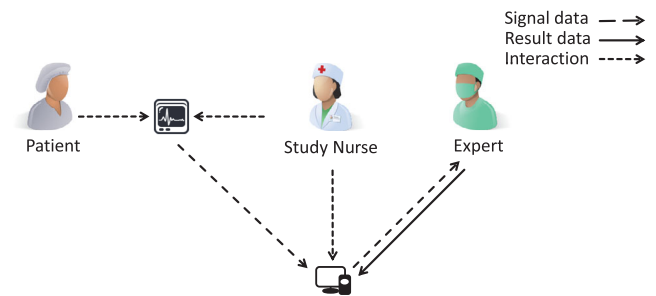 Signal data
Result data
Interaction
Patient
Study Nurse
Expert